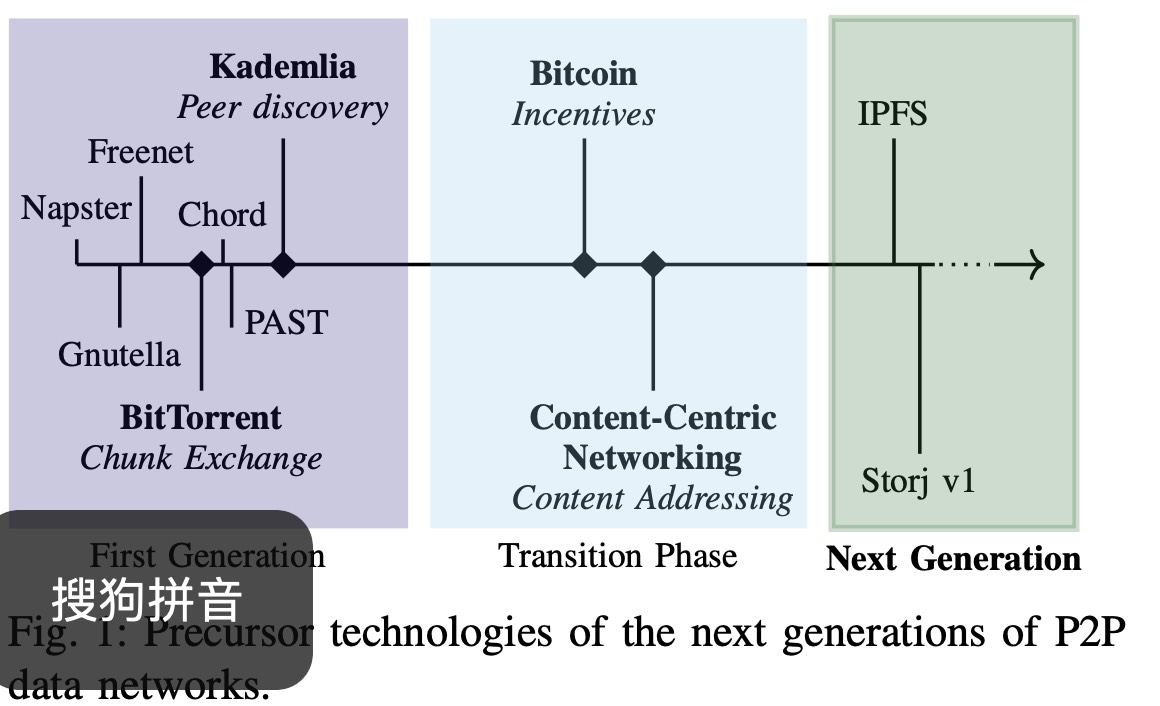 Kademlia
Peer discovery
Freenet
Napster
Chord
Gnutella
PAST
BitTorrent
Chunk Exchange
Bitcoin
Incentives
Content-Centric
Networking
Content Addressing
IPFS
Storj v1
First Generation
Transition Phase
Next Generation
搜狗拼音
Fig. 1: Precursor technologies of the next generations of P2P
data networks.